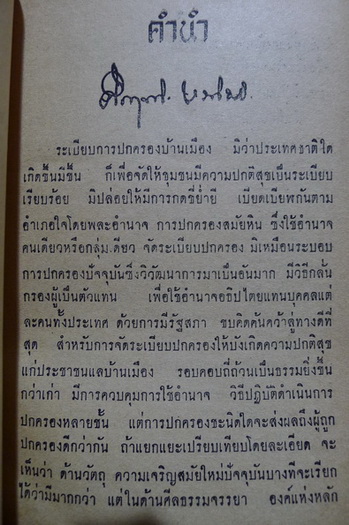 คำนำ
ระเบียบการปกครองบ้านเมือง มิว่าประเทศชาติใด
เกิดขึ้นมีขึ้น ก็เพื่อจัดให้ชุมชนมีความปกติสุขเป็นระเบียบ
เรียบร้อย มิปล่อยให้มีการกดขี่ย่ำยี เบียดเบียฬกันตาม
อำเภอใจโดยพละอำนาจ การปกครองสมัยหิน ซึ่งใช้อำนาจ
คนเดียวหรือกลุ่มเดียว จัดระเบียบปกครอง มิเหมือนระบอบ
การปกครองปัจจุบันซึ่งวิวัฒนาการมาเป็นอันมาก มีวิธีกลั่น
กรองผู้เป็นตัวแทน เพื่อใช้อำนาจอธิปไตยแทนบุคคลแต่
ละคนทั้งประเทศ ด้วยการมีรัฐสภา ขบคิดค้นคว้าสู่ทางดีที่
สุด สำหรับการจัดระเบียบปกครองให้บังเกิดความปกติสุข
แก่ประชาชนแลบ้านเมือง รอบคอบถี่ถ้วนเป็นธรรมยิ่งขึ้น
กว่าเก่า มีการควบคุมการใช้อำนาจ วิธีปฏิบัติดำเนินการ
ปกครองหลายชั้น แต่การปกครองชะนิดใดจะส่งผลถึงผู้ถูก
ปกครองดีกว่ากัน ถ้าแยกแยะเปรียบเทียบโดยละเอียด จะ
เห็นว่า ด้านวัตถุ ความเจริญสมัยใหม่ปัจจุบันบางทีจะเรียก
ได้ว่ามีมากกว่า แต่ในด้านศีลธรรมจรรยา องคแห่งหลัก